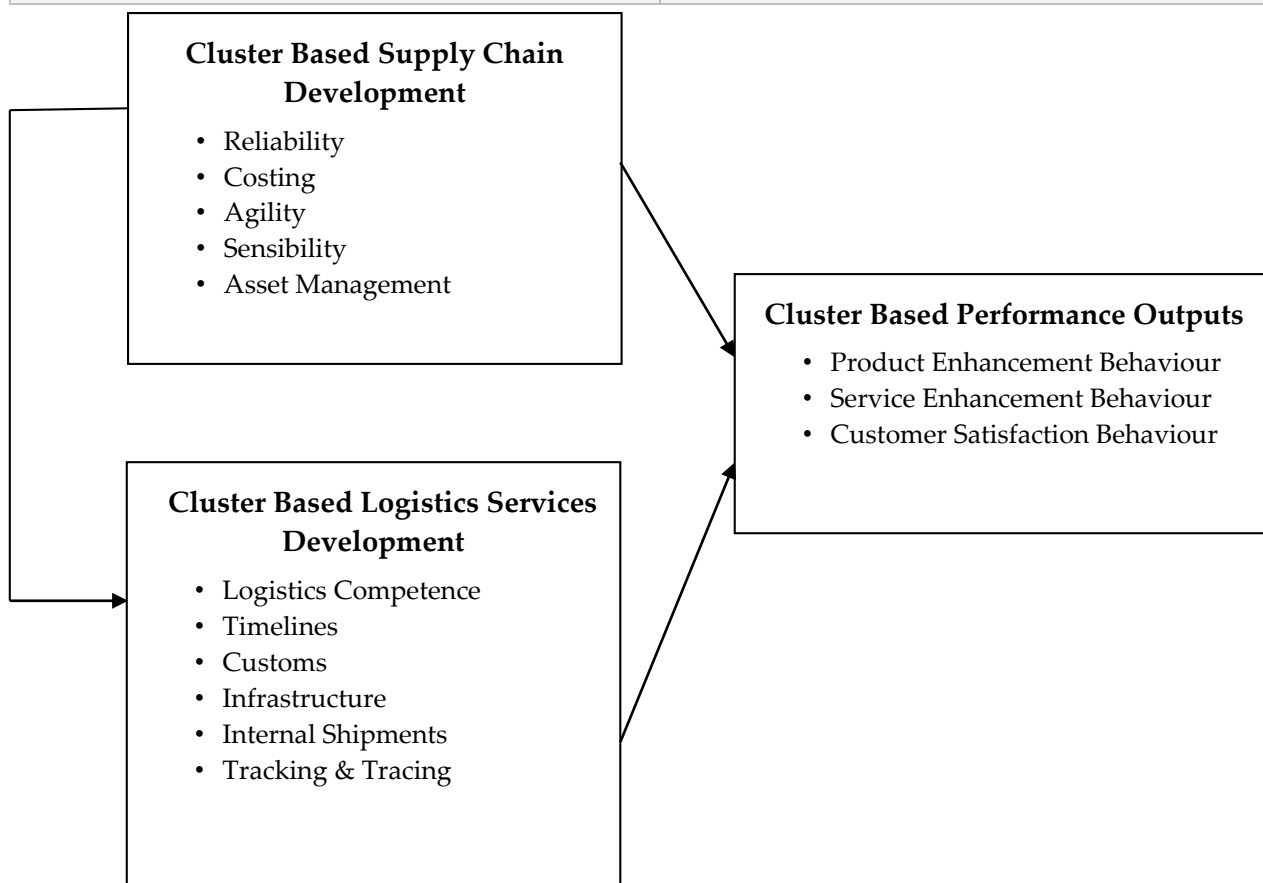 Cluster Based Supply Chain
Development
• Reliability
• Costing
• Agility
• Sensibility
• Asset Management
Cluster Based Performance Outputs
• Product Enhancement Behaviour
• Service Enhancement Behaviour
• Customer Satisfaction Behaviour
Cluster Based Logistics Services
Development
• Logistics Competence
• Timelines
• Customs
• Infrastructure
• Internal Shipments
• Tracking & Tracing